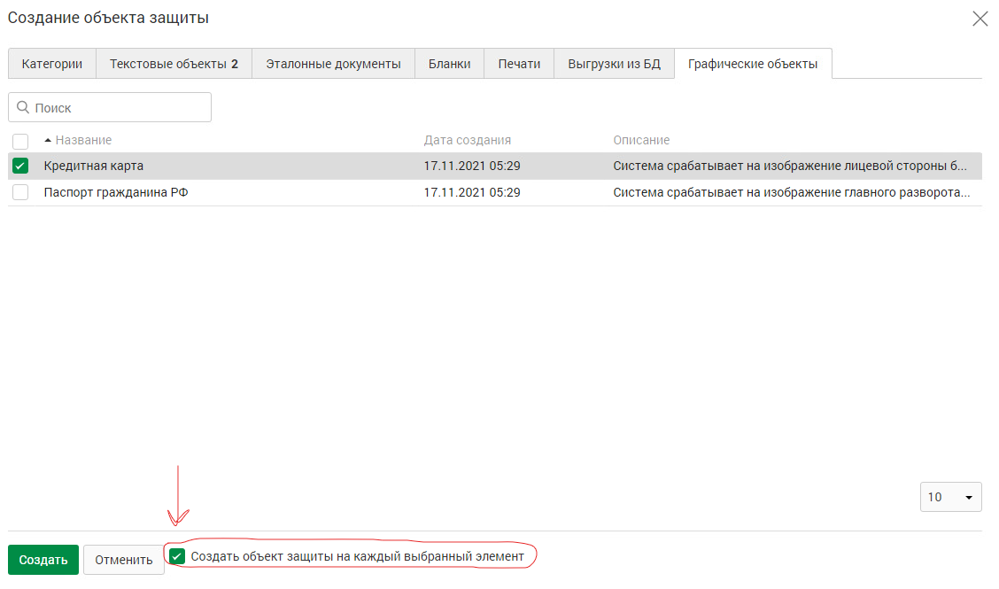 Создание объекта защиты
Категории Текстовые объекты 2 Эталонные документы Бланки Печати Выгрузки из БД Графические объекты
Поиск
Название Дата создания Описание
Кредитная карта 17.11.2021 05:29 Система срабатывает на изображение лицевой стороны б...
Паспорт гражданина РФ 17.11.2021 05:29 Система срабатывает на изображение главного разворота...
10
Создать Отменить Создать объект защиты на каждый выбранный элемент